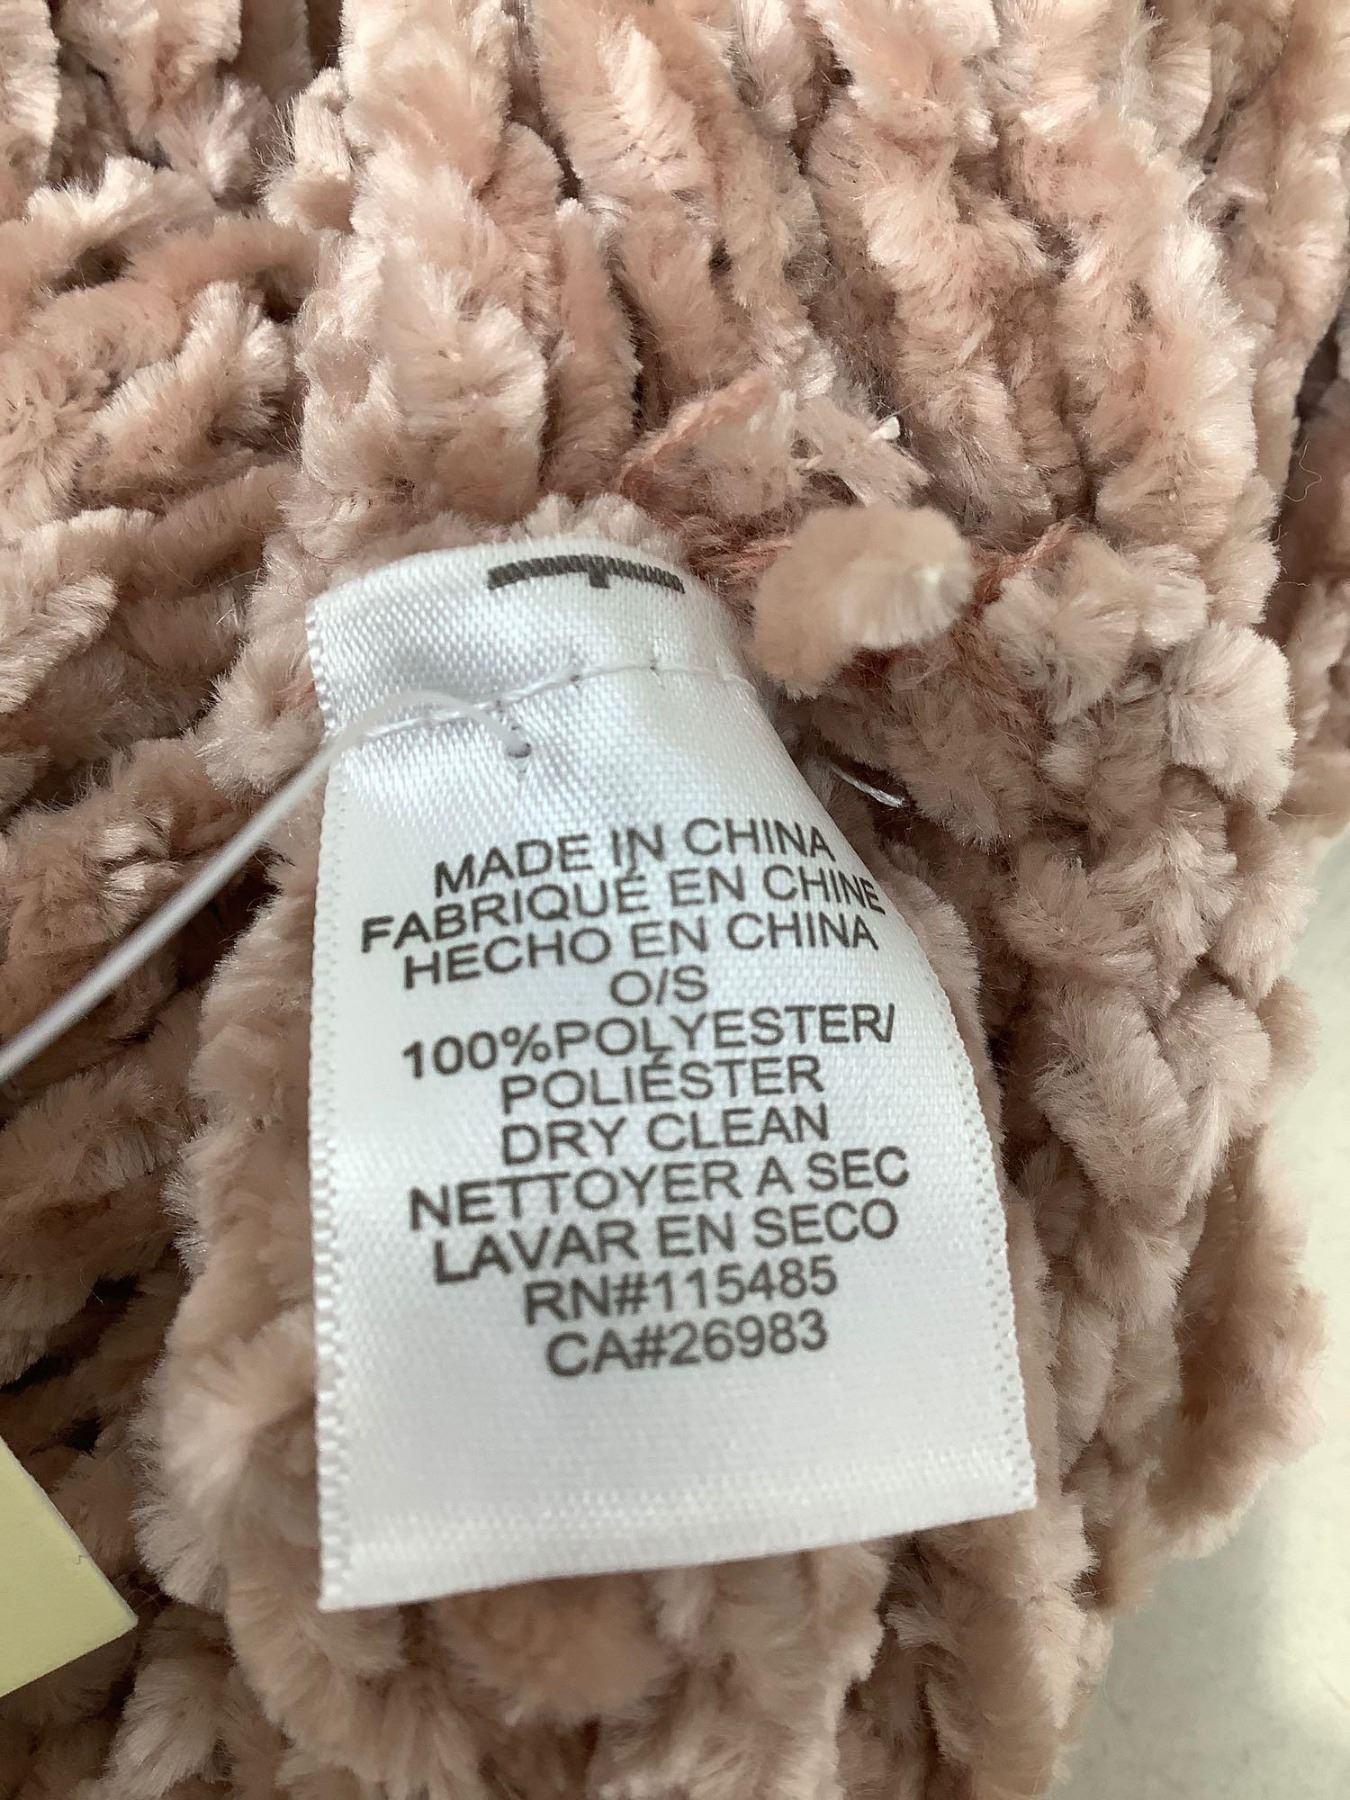 MADE IN CHINA
FABRIQUÉ EN CHINE
HECHO EN CHINA
O/S
100%POLYESTER/
POLIÉSTER
DRY CLEAN
NETTOYER A SEC
LAVAR EN SECO
RN#115485
CA#26983